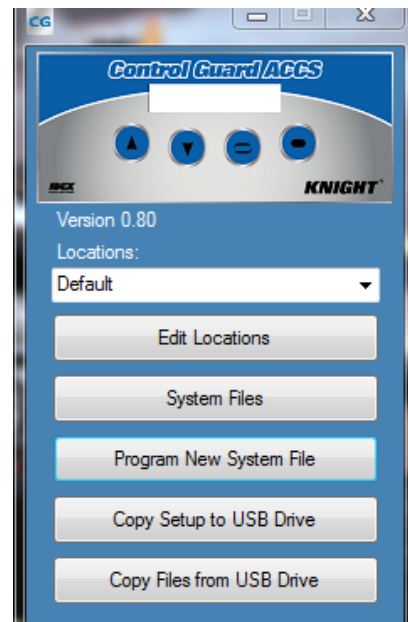 CG
Control Guard ACCS
IDEX
KNIGHT
Version 0.80
Locations:
Default
Edit Locations
System Files
Program New System File
Copy Setup to USB Drive
Copy Files from USB Drive